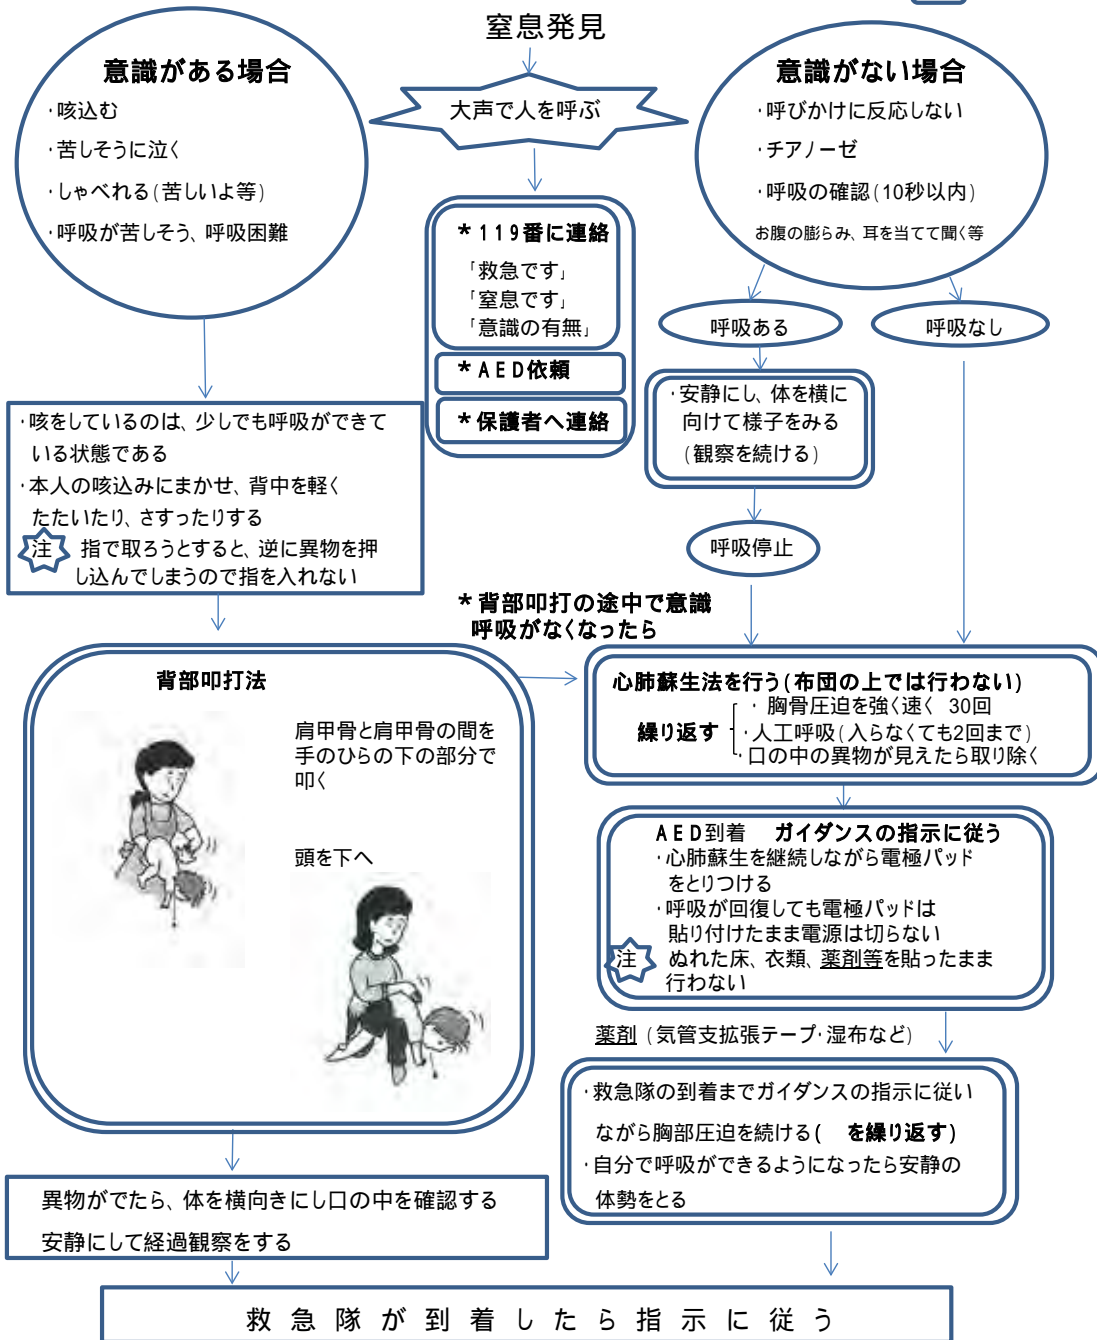 窒息発見
大声で人を呼ぶ
意識がある場合
・咳込む
・苦しそうに泣く
・しゃべれる(苦しいよ等)
・呼吸が苦しそう、呼吸困難
意識がない場合
・呼びかけに反応しない
・チアノーゼ
・呼吸の確認(10秒以内)
お腹の膨らみ、耳を当てて聞く等
*119番に連絡
「救急です」
「窒息です」
「意識の有無」
*AED依頼
*保護者へ連絡
呼吸ある
呼吸なし
・安静にし、体を横に
向けて様子をみる
(観察を続ける)
呼吸停止
・咳をしているのは、少しでも呼吸ができて
いる状態である
・本人の咳込みにまかせ、背中を軽く
たたいたり、さすったりする
注 指で取ろうとすると、逆に異物を押
し込んでしまうので指を入れない
*背部叩打の途中で意識
呼吸がなくなったら
背部叩打法
肩甲骨と肩甲骨の間を
手のひらの下の部分で
叩く
頭を下へ
心肺蘇生法を行う(布団の上では行わない)
・胸骨圧迫を強く速く 30回
繰り返す ・人工呼吸(入らなくても2回まで)
・口の中の異物が見えたら取り除く
AED到着 ガイダンスの指示に従う
・心肺蘇生を継続しながら電極パッド
をとりつける
・呼吸が回復しても電極パッドは
貼り付けたまま電源は切らない
注 ぬれた床、衣類、薬剤等を貼ったまま
行わない
薬剤(気管支拡張テープ・湿布など)
・救急隊の到着までガイダンスの指示に従い
ながら胸部圧迫を続ける( を繰り返す)
・自分で呼吸ができるようになったら安静の
体勢をとる
異物がでたら、体を横向きにし口の中を確認する
安静にして経過観察をする
救急隊が到着したら指示に従う